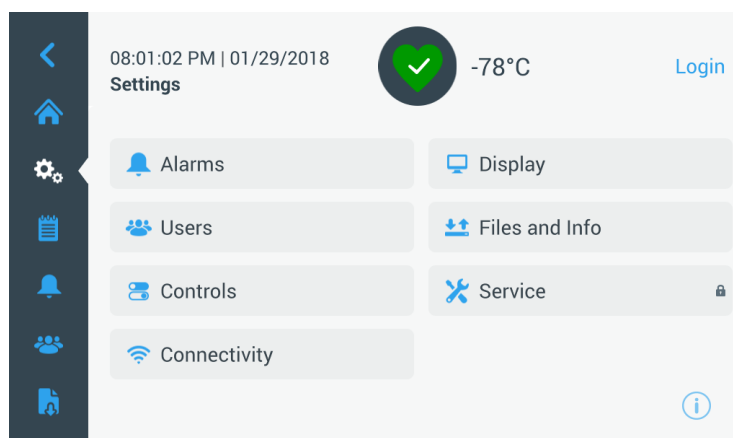 08:01:02 PM | 01/29/2018
Settings
-78°C
Login
Alarms
Display
Users
Files and Info
Controls
Service
Connectivity